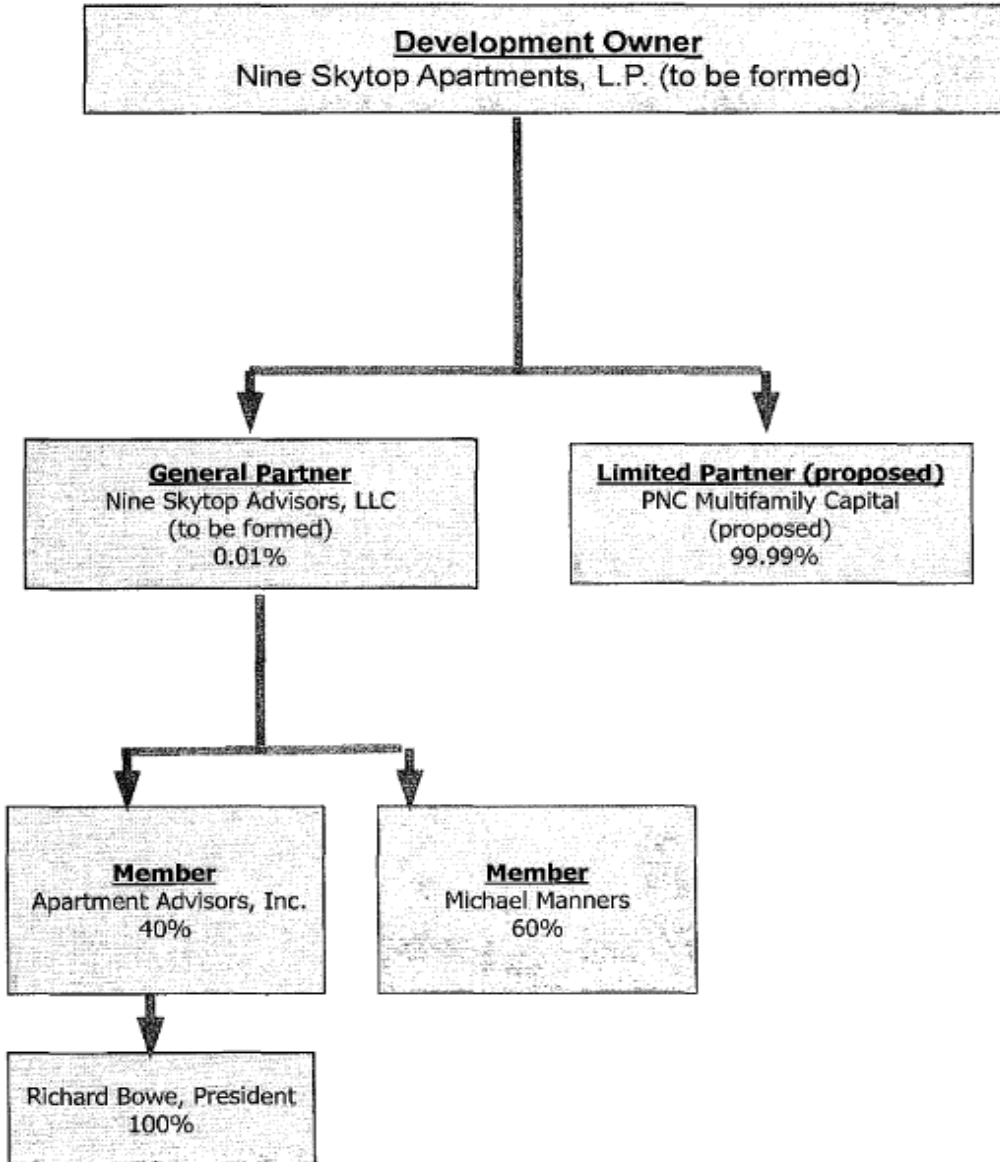 Development Owner
Nine Skytop Apartments, L.P. (to be formed)
General Partner
Nine Skytop Advisors, LLC
(to be formed)
0.01%
Limited Partner (proposed)
PNC Multifamily Capital
(proposed)
99.99%
Member
Apartment Advisors, Inc.
40%
Member
Michael Manners
60%
Richard Bowe, President
100%